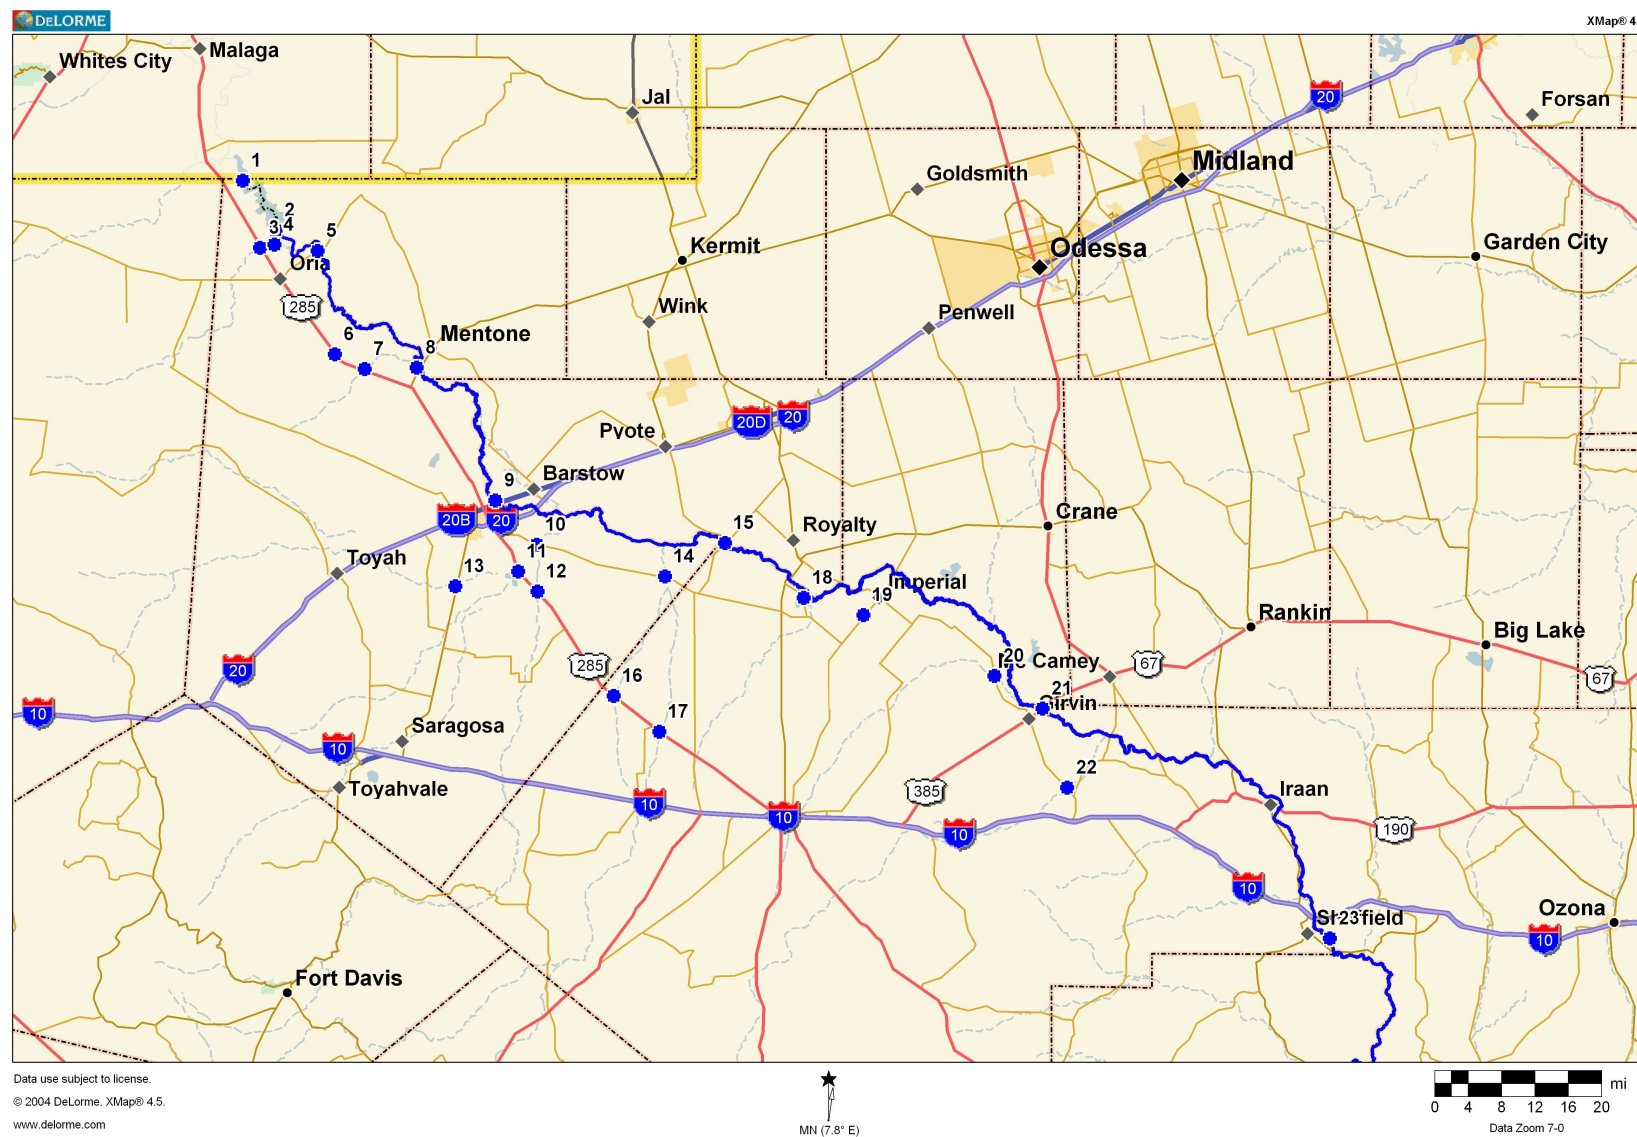 DELORME
XMap® 4.
Malaga
Whites City
Jal
20
Forsan
1
Midland
Goldsmith
2
3 4
5
Odessa
Garden City
Kermit
Orla
285
Wink
Penwell
6
7
8
Mentone
20D
20
Pyote
9
Barstow
20B
20
10
15
Royalty
Crane
11
Toyah
13
12
14
18
Imperial
19
Rankin
Big Lake
20
285
16
20
Mc Camey
67
67
21
Girvin
10
17
Saragosa
10
22
Toyahvale
385
Iraan
10
10
10
190
10
Ozona
23
10
Fort Davis
Data use subject to license.
© 2004 DeLorme. XMap® 4.5.
www.delorme.com
MN (7.8° E)
mi
0 4 8 12 16 20
Data Zoom 7-0